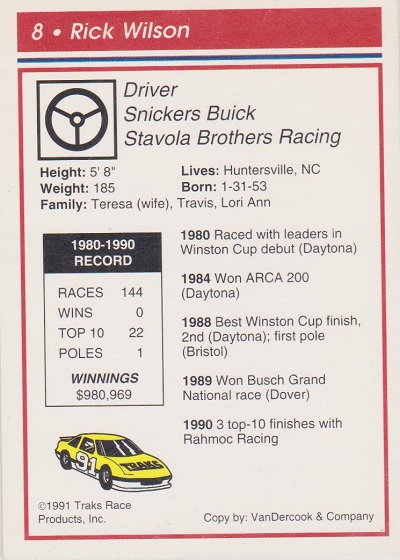 8 • Rick Wilson
Driver
Snickers Buick
Stavola Brothers Racing
Height: 5' 8"
Lives: Huntersville, NC
Weight: 185
Born: 1-31-53
Family: Teresa (wife), Travis, Lori Ann
1980-1990
RECORD
RACES 144
WINS 0
TOP 10 22
POLES 1
WINNINGS
$980,969
1980 Raced with leaders in
Winston Cup debut (Daytona)
1984 Won ARCA 200
(Daytona)
1988 Best Winston Cup finish,
2nd (Daytona); first pole
(Bristol)
1989 Won Busch Grand
National race (Dover)
1990 3 top-10 finishes with
Rahmoc Racing
91
TRAKS
©1991 Traks Race
Products, Inc.
Copy by: VanDercook & Company